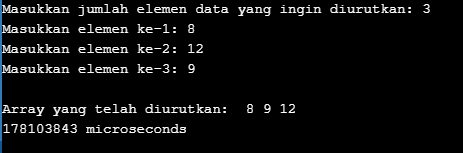 Masukkan jumlah elemen data yang ingin diurutkan: 3
Masukkan elemen ke-1: 8
Masukkan elemen ke-2: 12
Masukkan elemen ke-3: 9
Array yang telah diurutkan:  8 9 12
178103843 microseconds